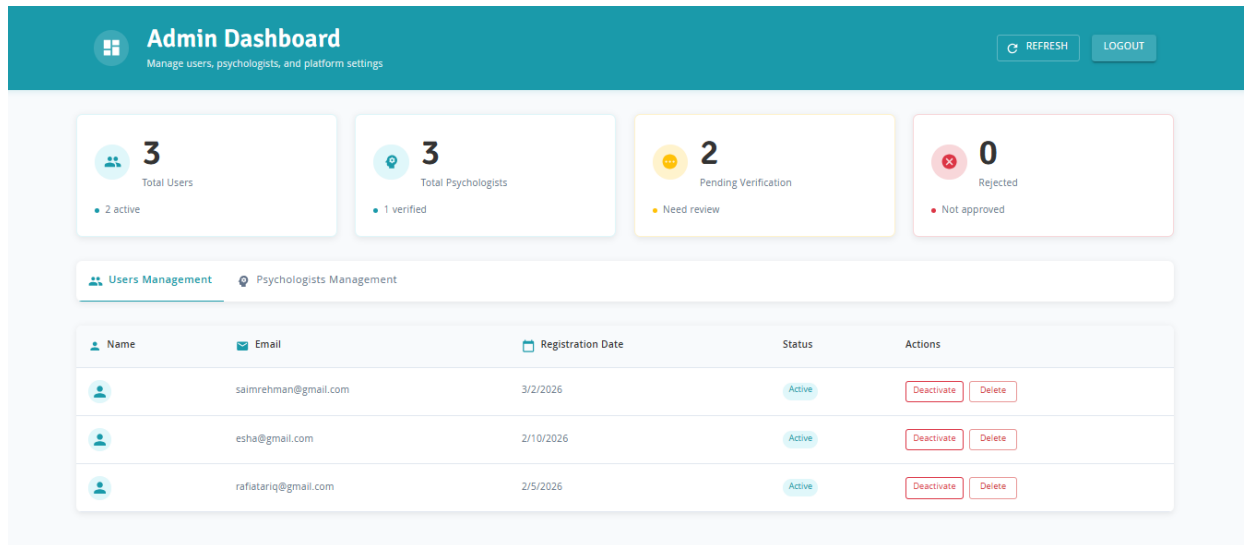 Admin Dashboard
Manage users, psychologists, and platform settings
REFRESH
LOGOUT
3
Total Users
2 active
3
Total Psychologists
1 verified
2
Pending Verification
Need review
0
Rejected
Not approved
Users Management
Psychologists Management
Name Email Registration Date Status Actions
saimrehman@gmail.com 3/2/2026 Active Deactivate Delete
esha@gmail.com 2/10/2026 Active Deactivate Delete
rafiatariq@gmail.com 2/5/2026 Active Deactivate Delete